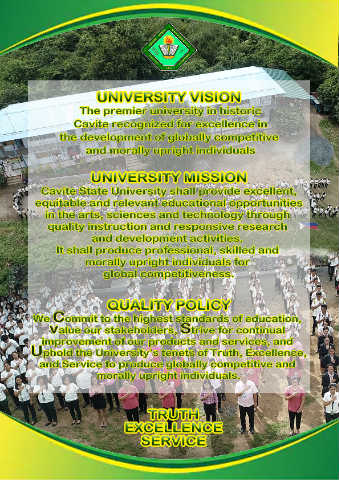 UNIVERSITY VISION
The premier university in historic
Cavite recognized for excellence in
the development of globally competitive
and morally upright individuals
UNIVERSITY MISSION
Cavite State University shall provide excellent,
equitable and relevant educational opportunities
in the arts, sciences and technology through
quality instruction and responsive research
and development activities.
It shall produce professional, skilled and
morally upright individuals for
global competitiveness.
QUALITY POLICY
We Commit to the highest standards of education,
Value our stakeholders, Strive for continual
improvement of our products and services, and
Uphold the University's tenets of Truth, Excellence,
and Service to produce globally competitive and
morally upright individuals.
TRUTH
EXCELLENCE
SERVICE